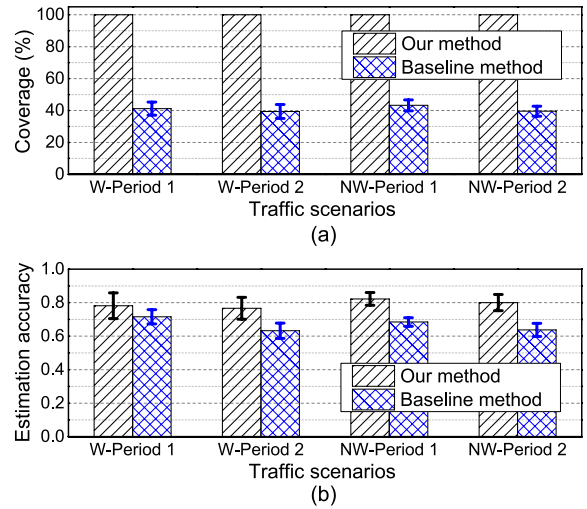 Coverage (%)
100
80
60
40
20
0
Our method
Baseline method
W-Period 1 W-Period 2 NW-Period 1 NW-Period 2
Traffic scenarios
(a)
Estimation accuracy
1.0
0.8
0.6
0.4
0.2
0.0
Our method
Baseline method
W-Period 1 W-Period 2 NW-Period 1 NW-Period 2
Traffic scenarios
(b)